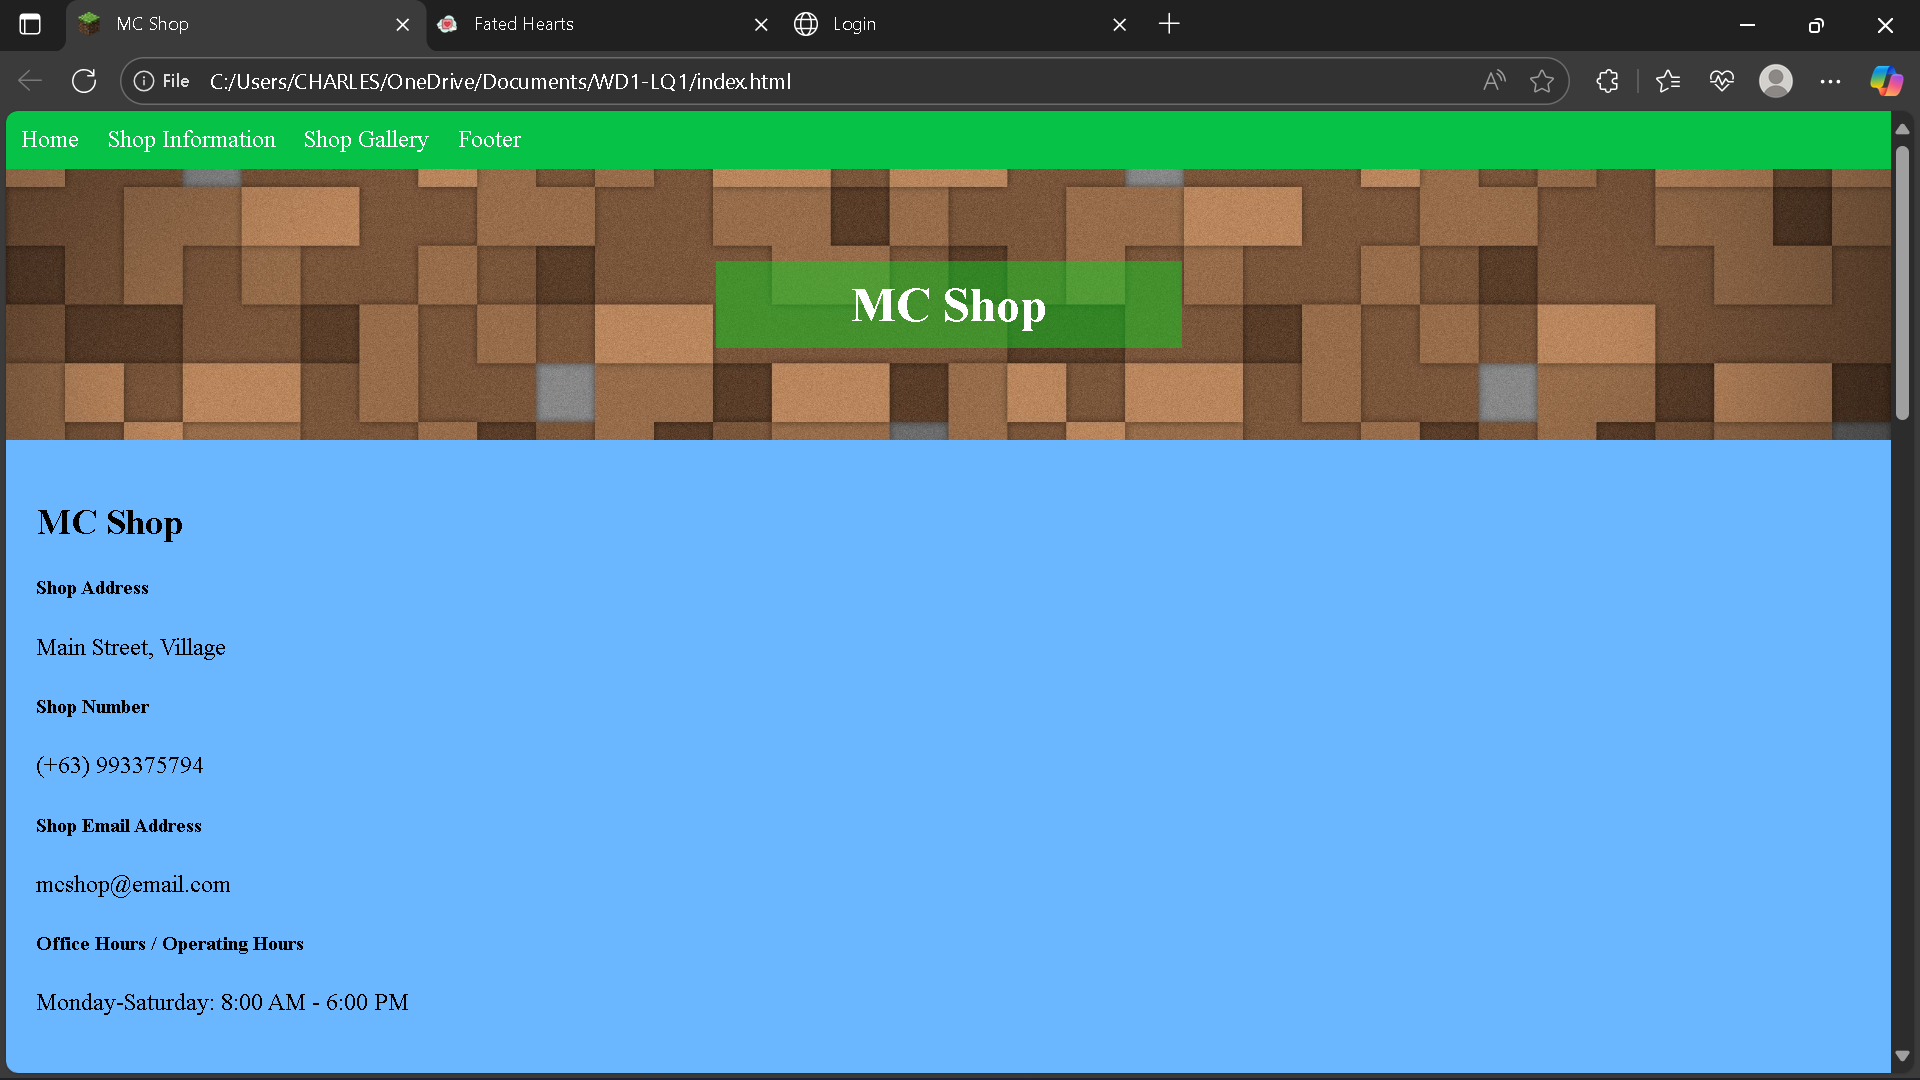 MC Shop
Fated Hearts
Login
File C:/Users/CHARLES/OneDrive/Documents/WD1-LQ1/index.html
Home Shop Information Shop Gallery Footer
MC Shop
MC Shop
Shop Address
Main Street, Village
Shop Number
(+63) 993375794
Shop Email Address
mcshop@email.com
Office Hours / Operating Hours
Monday-Saturday: 8:00 AM - 6:00 PM